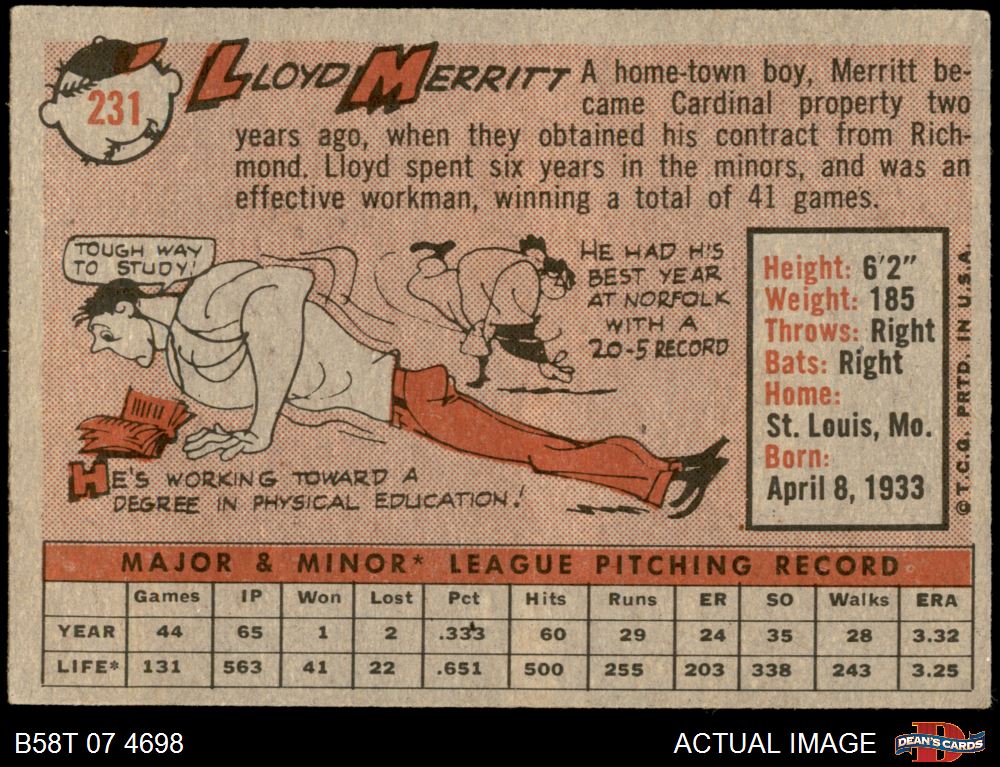 231
LLOYD MERRITT A home-town boy, Merritt be-
came Cardinal property two
years ago, when they obtained his contract from Rich-
mond. Lloyd spent six years in the minors, and was an
effective workman, winning a total of 41 games.
TOUGH WAY
TO STUDY!
HE HAD H'S
BEST YEAR
AT NORFOLK
WITH A
20-5 RECORD
HE'S WORKING TOWARD A
DEGREE IN PHYSICAL EDUCATION!
Height: 6'2"
Weight: 185
Throws: Right
Bats: Right
Home:
St. Louis, Mo.
Born:
April 8, 1933
© T.C.G. PRTD. IN U.S.A.
MAJOR & MINOR* LEAGUE PITCHING RECORD
Games IP Won Lost Pct Hits Runs ER SO Walks ERA
YEAR 44 65 1 2 .333 60 29 24 35 28 3.32
LIFE* 131 563 41 22 .651 500 255 203 338 243 3.25
B58T 07 4698
ACTUAL IMAGE
D
DEAN'S CARDS